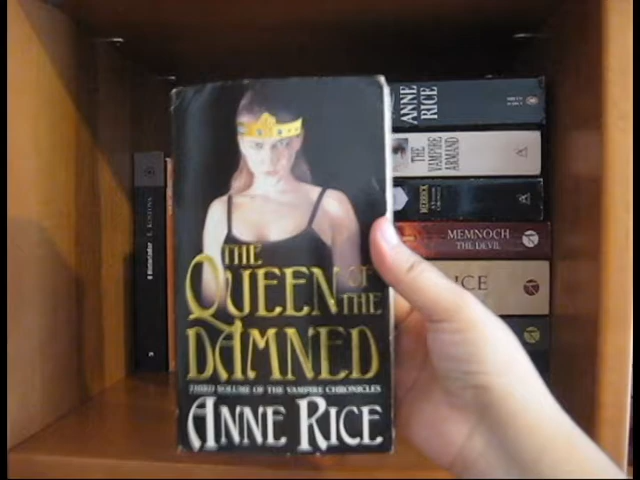 THE
QUEEN OF
THE
DAMNED
THIRD VOLUME OF THE VAMPIRE CHRONICLES
ANNE RICE
ANNE
RICE
THE
VAMPIRE
ARMAND
MERRICK
MEMNOCH
THE DEVIL
ICE